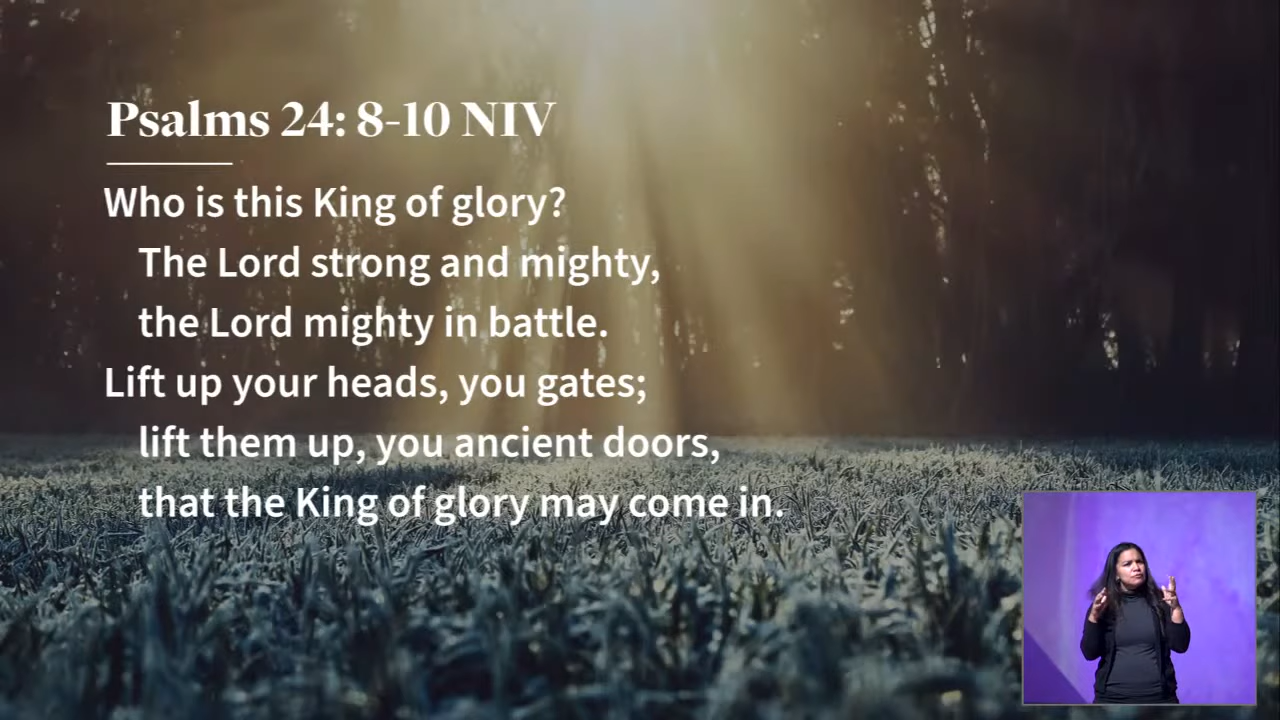 Psalms 24: 8-10 NIV
Who is this King of glory?
The Lord strong and mighty,
the Lord mighty in battle.
Lift up your heads, you gates;
lift them up, you ancient doors,
that the King of glory may come in.